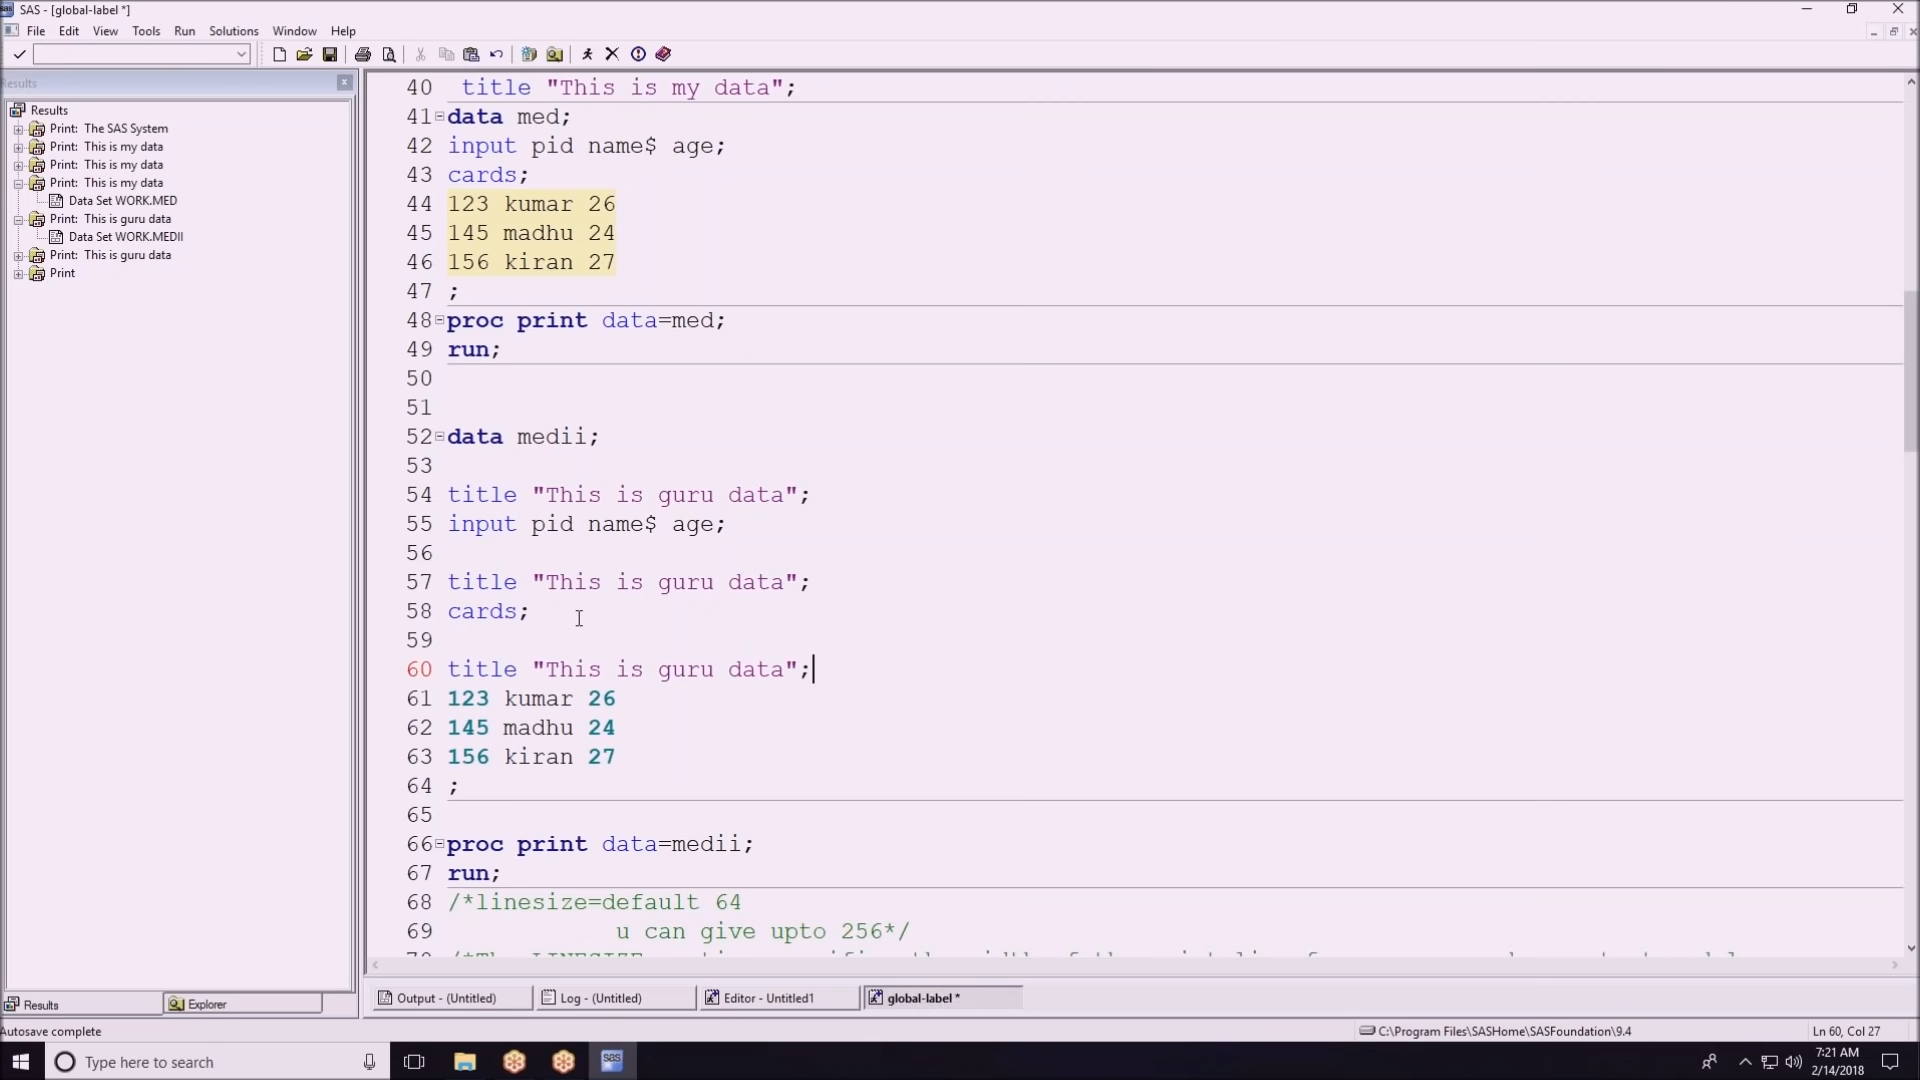 SAS - [global-label *]
File Edit View Tools Run Solutions Window Help
Results
Results
Print: The SAS System
Print: This is my data
Print: This is my data
Print: This is my data
Data Set WORK.MED
Print: This is guru data
Data Set WORK.MEDII
Print: This is guru data
Print
40 title "This is my data";
41 data med;
42 input pid name$ age;
43 cards;
44 123 kumar 26
45 145 madhu 24
46 156 kiran 27
47 ;
48 proc print data=med;
49 run;
50
51
52 data medii;
53
54 title "This is guru data";
55 input pid name$ age;
56
57 title "This is guru data";
58 cards;
59
60 title "This is guru data";
61 123 kumar 26
62 145 madhu 24
63 156 kiran 27
64 ;
65
66 proc print data=medii;
67 run;
68 /*linesize=default 64
69 u can give upto 256*/
Results Explorer
Output - (Untitled) Log - (Untitled) Editor - Untitled1 global-label *
Autosave complete C:\Program Files\SASHome\SASFoundation\9.4 Ln 60, Col 27
Type here to search
sas
7:21 AM
2/14/2018